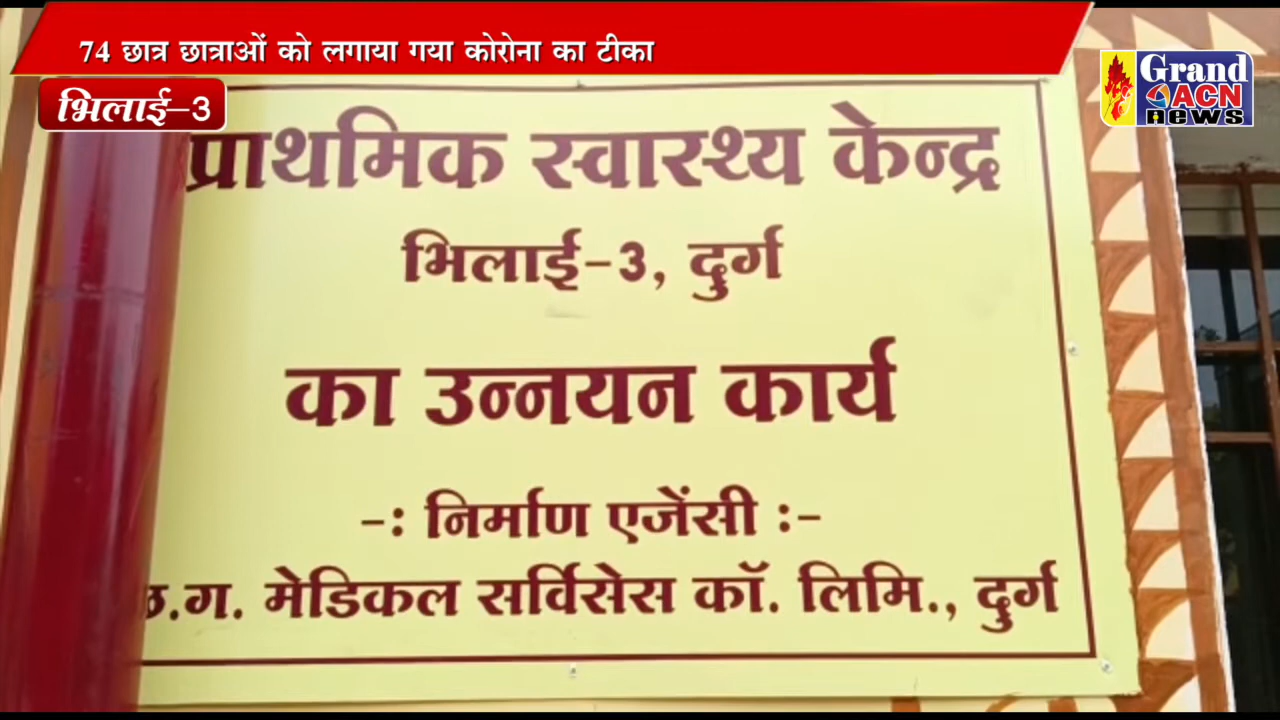 74 छात्र छात्राओं को लगाया गया कोरोना का टीका
भिलाई-3
Grand
ACN
news
प्राथमिक स्वास्थ्य केन्द्र
भिलाई-3, दुर्ग
का उन्नयन कार्य
-: निर्माण एजेंसी :-
छ.ग. मेडिकल सर्विसेस कॉ. लिमि., दुर्ग